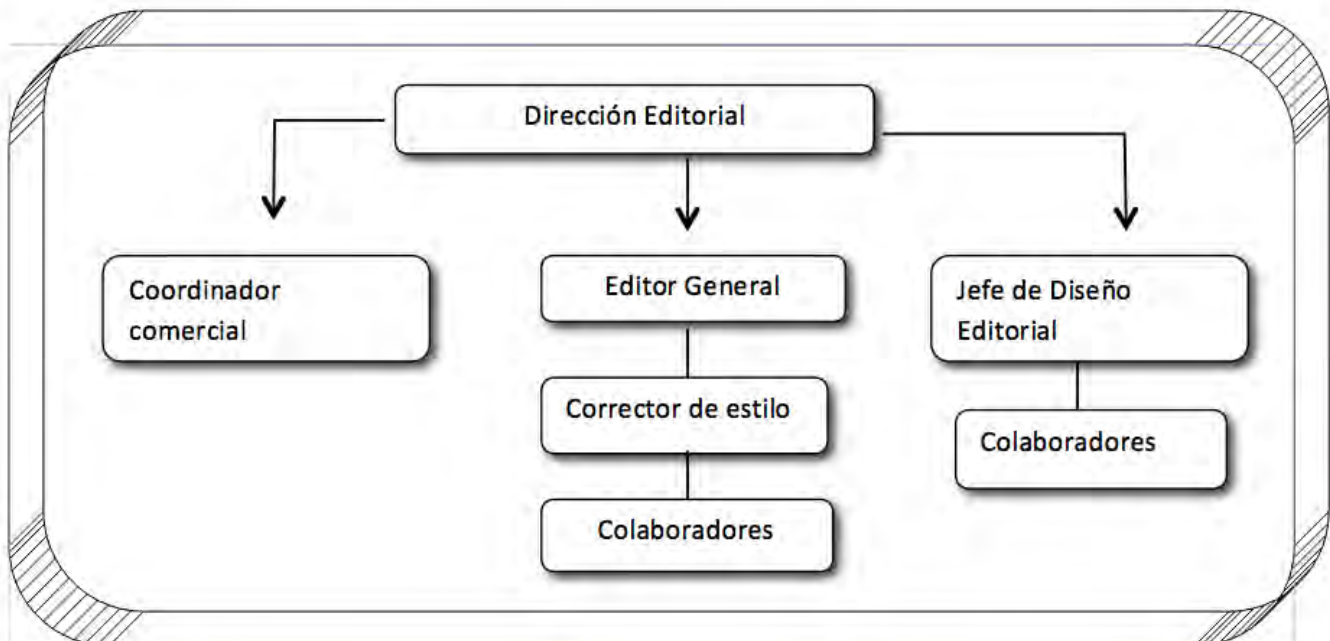 Dirección Editorial
Coordinador
comercial
Editor General
Jefe de Diseño
Editorial
Corrector de estilo
Colaboradores
Colaboradores